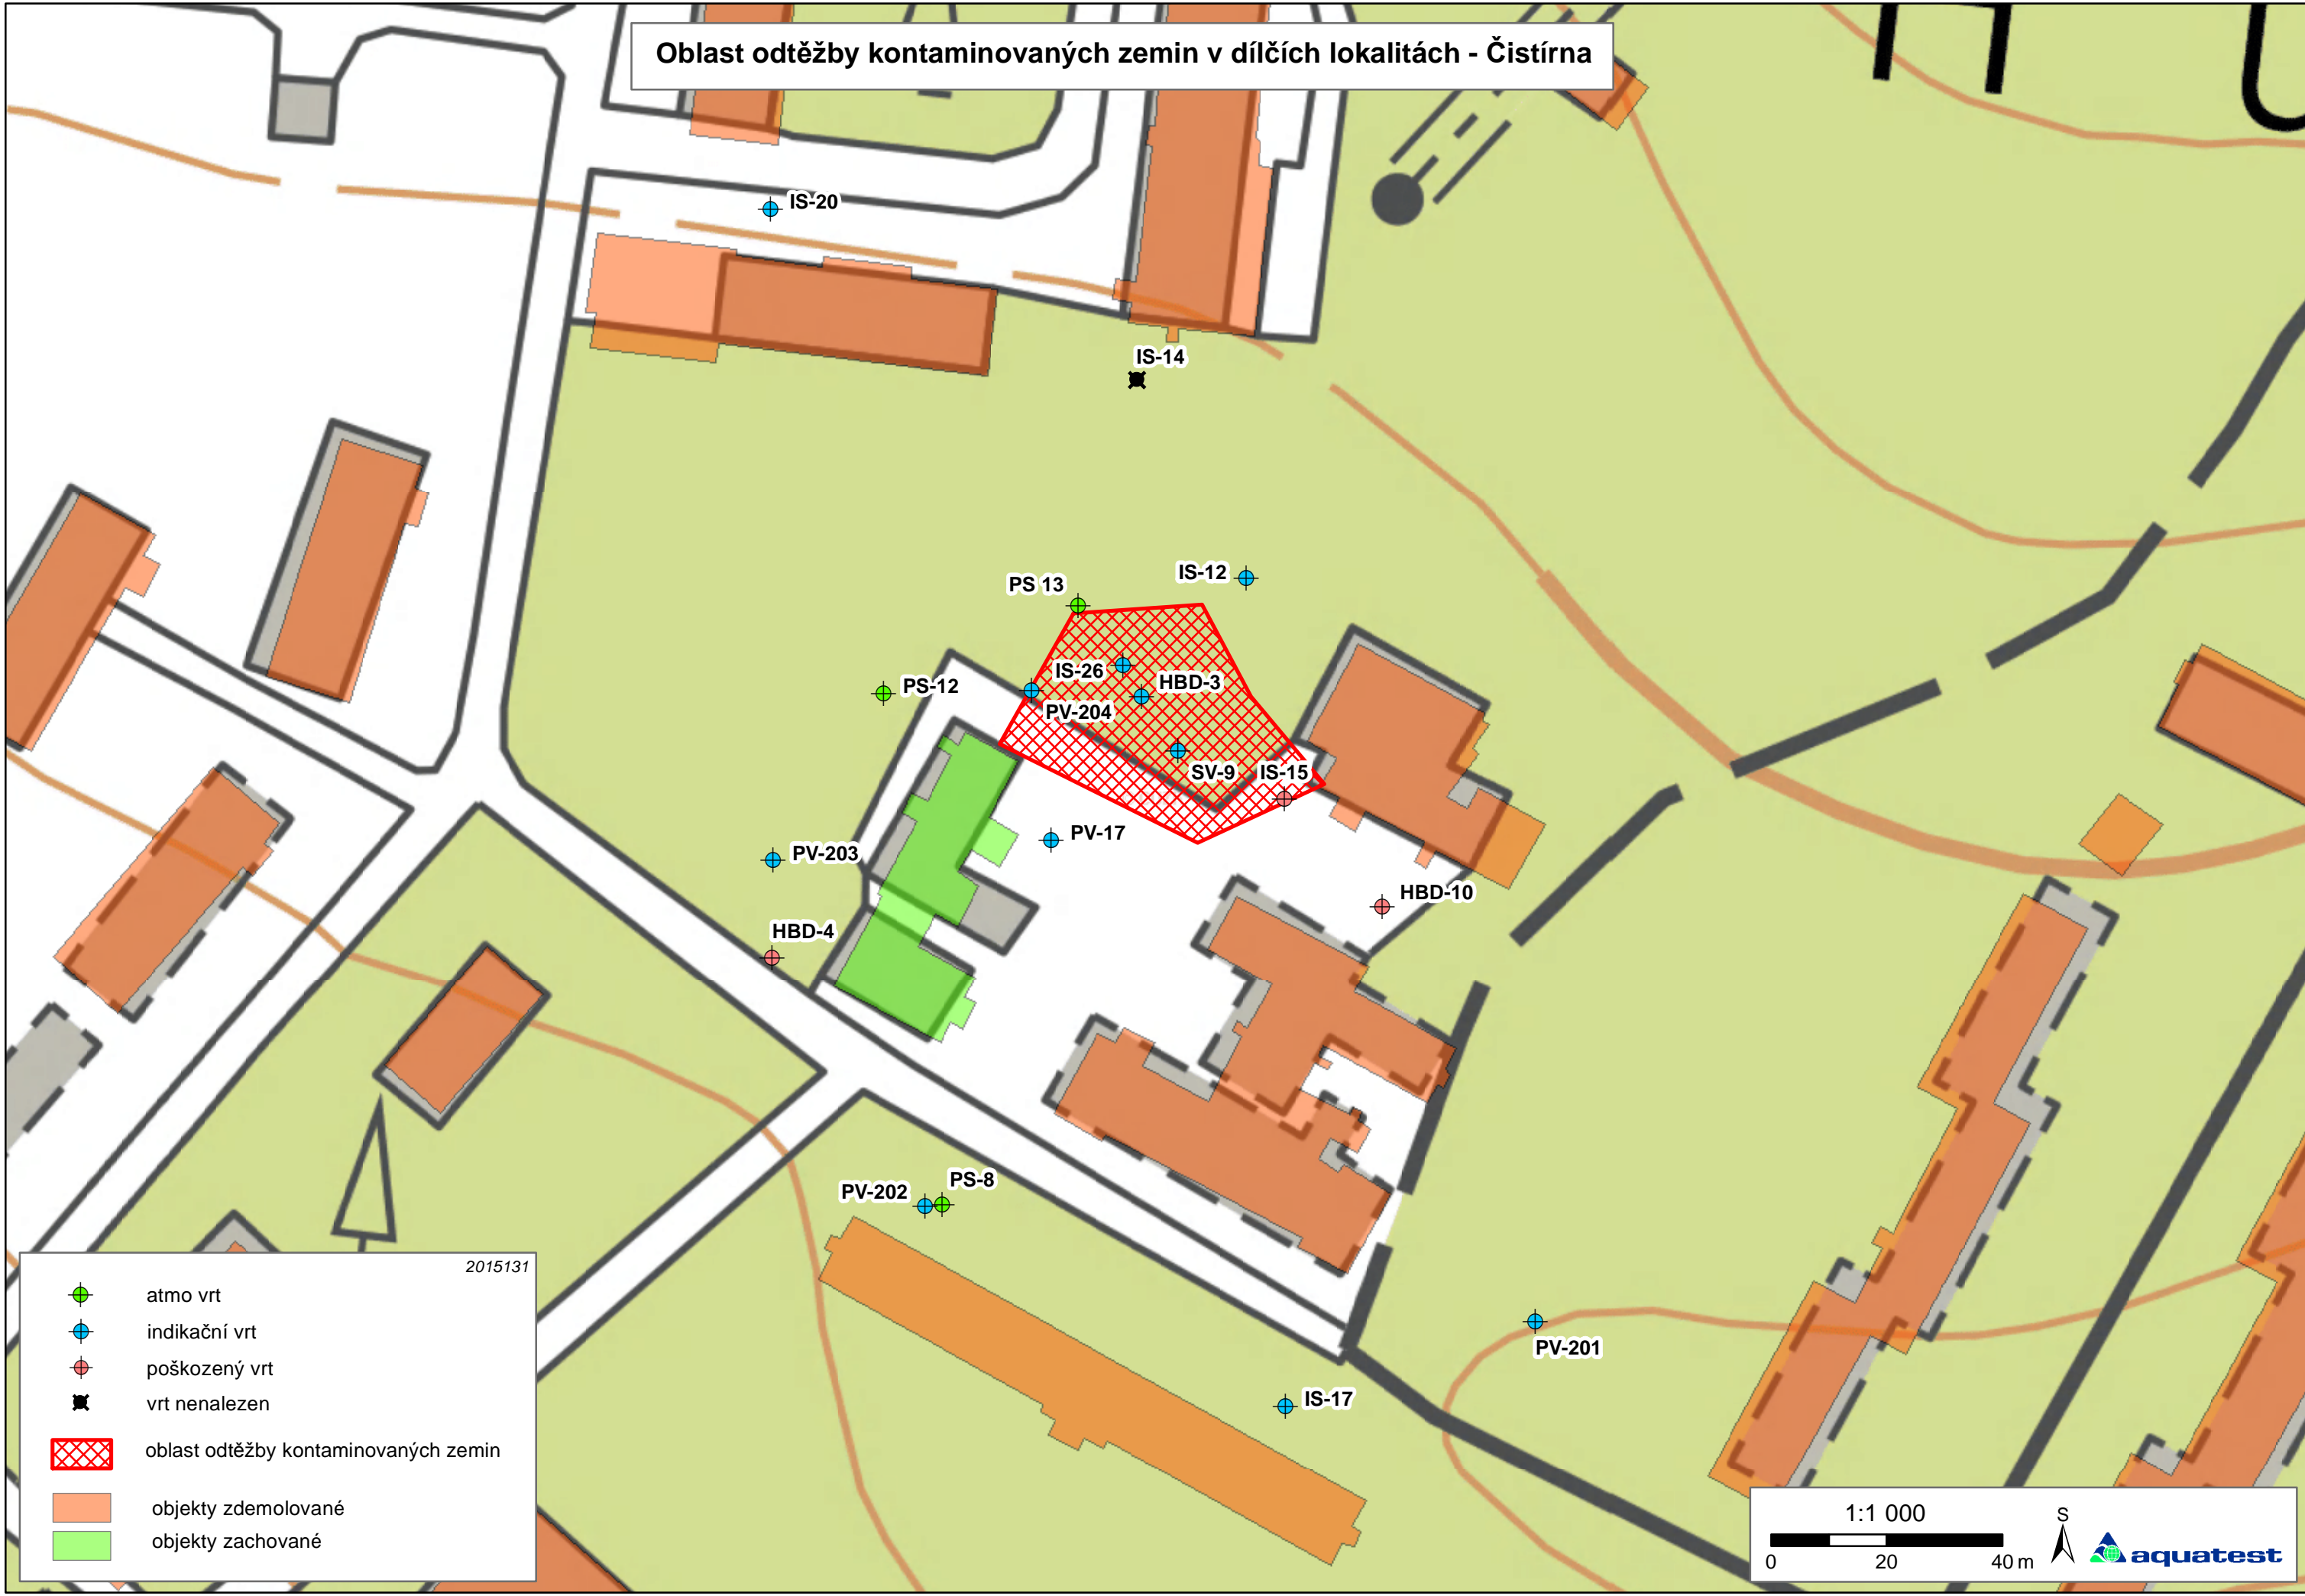 Oblast odtěžby kontaminovaných zemin v dílčích lokalitách - Čistírna
IS-20
IS-14
IS-12
PS 13
IS-26
HBD-3
PS-12
PV-204
SV-9
IS-15
PV-17
PV-203
HBD-10
HBD-4
PS-8
PV-202
PV-201
IS-17
2015131
atmo vrt
indikační vrt
poškozený vrt
vrt nenalezen
oblast odtěžby kontaminovaných zemin
objekty zdemolované
objekty zachované
1:1 000
0 20 40 m
S
aquatest